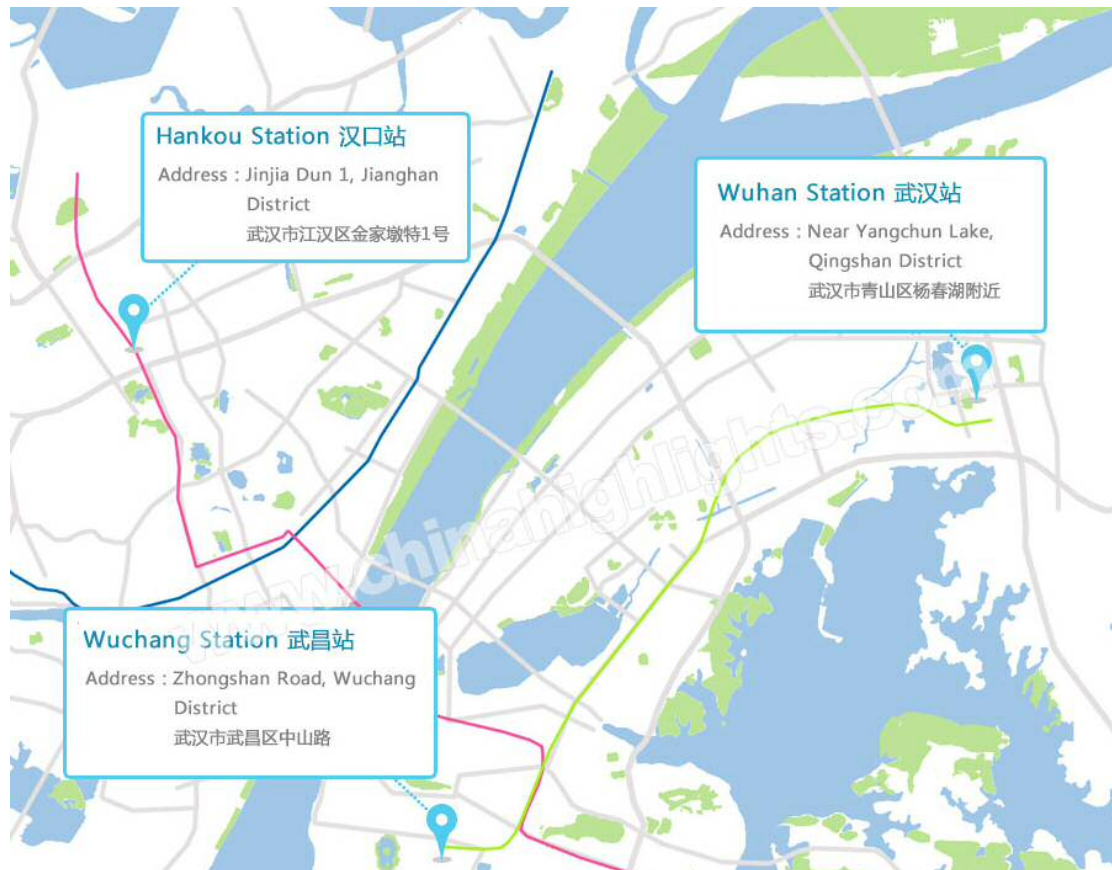 Hankou Station 汉口站
Address : Jinjia Dun 1, Jianghan
District
武汉市江汉区金家墩特1号
Wuhan Station 武汉站
Address : Near Yangchun Lake,
Qingshan District
武汉市青山区杨春湖附近
www.chinahighlights.com
Wuchang Station 武昌站
Address : Zhongshan Road, Wuchang
District
武汉市武昌区中山路